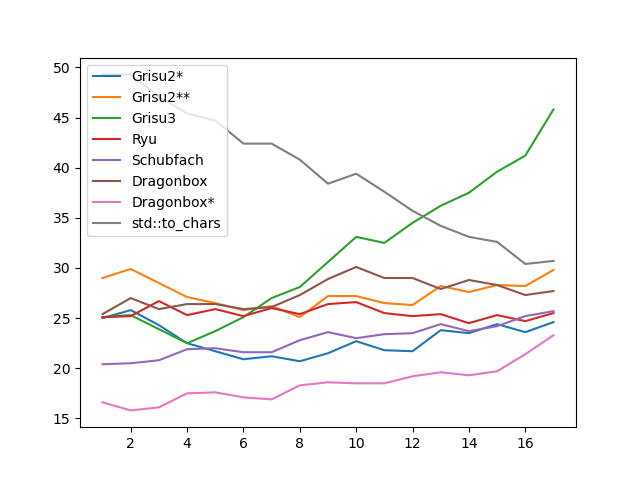 50
45
40
35
30
25
20
15
Grisu2*
Grisu2**
Grisu3
Ryu
Schubfach
Dragonbox
Dragonbox*
std::to_chars
2 4 6 8 10 12 14 16